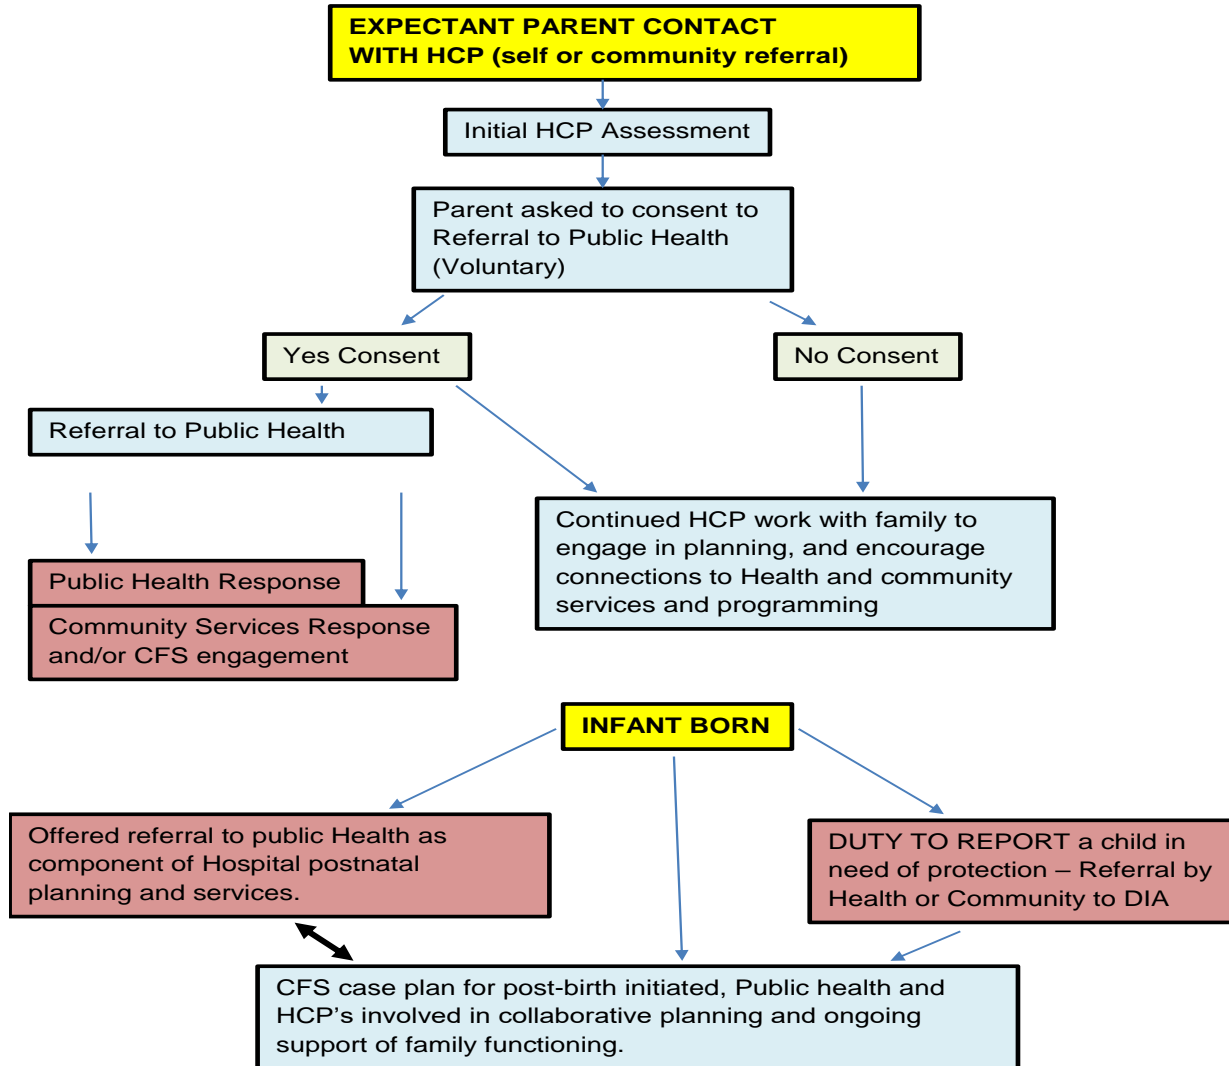 EXPECTANT PARENT CONTACT
WITH HCP (self or community referral)
Initial HCP Assessment
Parent asked to consent to
Referral to Public Health
(Voluntary)
Yes Consent
No Consent
Referral to Public Health
Continued HCP work with family to
engage in planning, and encourage
connections to Health and community
services and programming
Public Health Response
Community Services Response
and/or CFS engagement
INFANT BORN
Offered referral to public Health as
component of Hospital postnatal
planning and services.
DUTY TO REPORT a child in
need of protection – Referral by
Health or Community to DIA
CFS case plan for post-birth initiated, Public health and
HCP’s involved in collaborative planning and ongoing
support of family functioning.